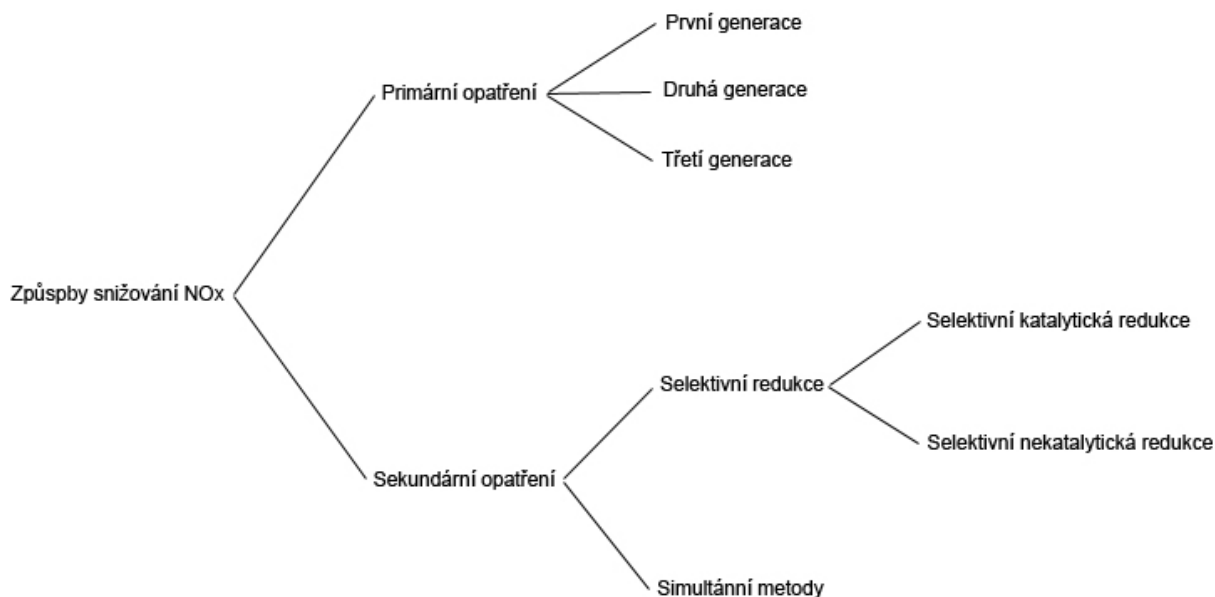 Způspby snižování NOx
Primární opatření
První generace
Druhá generace
Třetí generace
Sekundární opatření
Selektivní redukce
Selektivní katalytická redukce
Selektivní nekatalytická redukce
Simultánní metody